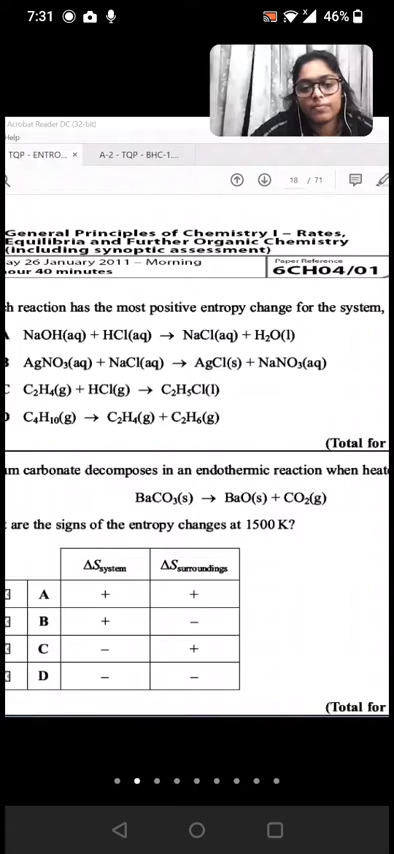 7:31 46%
Acrobat Reader DC (32-bit)
Help
TQP - ENTRO... × A-2 - TQP - BHC-1....
18 / 71
General Principles of Chemistry I – Rates,
Equilibria and Further Organic Chemistry
(including synoptic assessment)
ay 26 January 2011 – Morning
our 40 minutes
Paper Reference
6CH04/01
h reaction has the most positive entropy change for the system,
NaOH(aq) + HCl(aq) → NaCl(aq) + H₂O(l)
B AgNO₃(aq) + NaCl(aq) → AgCl(s) + NaNO₃(aq)
C C₂H₄(g) + HCl(g) → C₂H₅Cl(l)
D C₄H₁₀(g) → C₂H₄(g) + C₂H₆(g)
(Total for
um carbonate decomposes in an endothermic reaction when heat
BaCO₃(s) → BaO(s) + CO₂(g)
are the signs of the entropy changes at 1500 K?
ΔSsystem ΔSsurroundings
A + +
B + –
C – +
D – –
(Total for